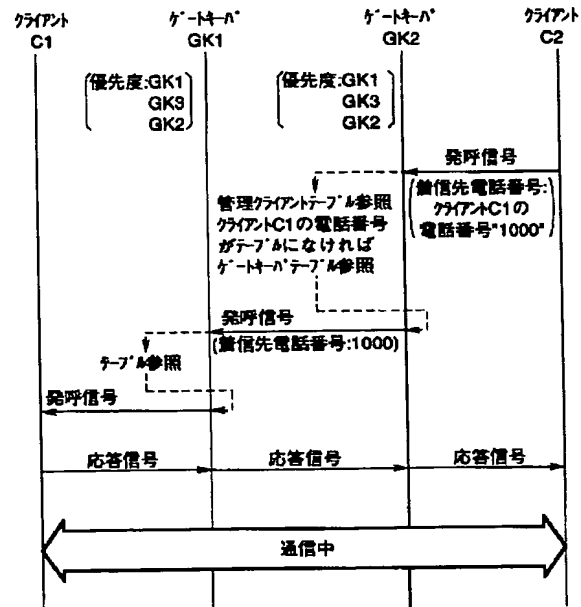 クライアント
C1
ゲートキーパ
GK1
ゲートキーパ
GK2
クライアント
C2
優先度:GK1
GK3
GK2
優先度:GK1
GK3
GK2
発呼信号
着信先電話番号:
クライアントC1の
電話番号"1000"
管理クライアントテーブル参照
クライアントC1の電話番号
がテーブルになければ
ゲートキーパテーブル参照
発呼信号
(着信先電話番号:1000)
テーブル参照
発呼信号
応答信号
応答信号
応答信号
通信中